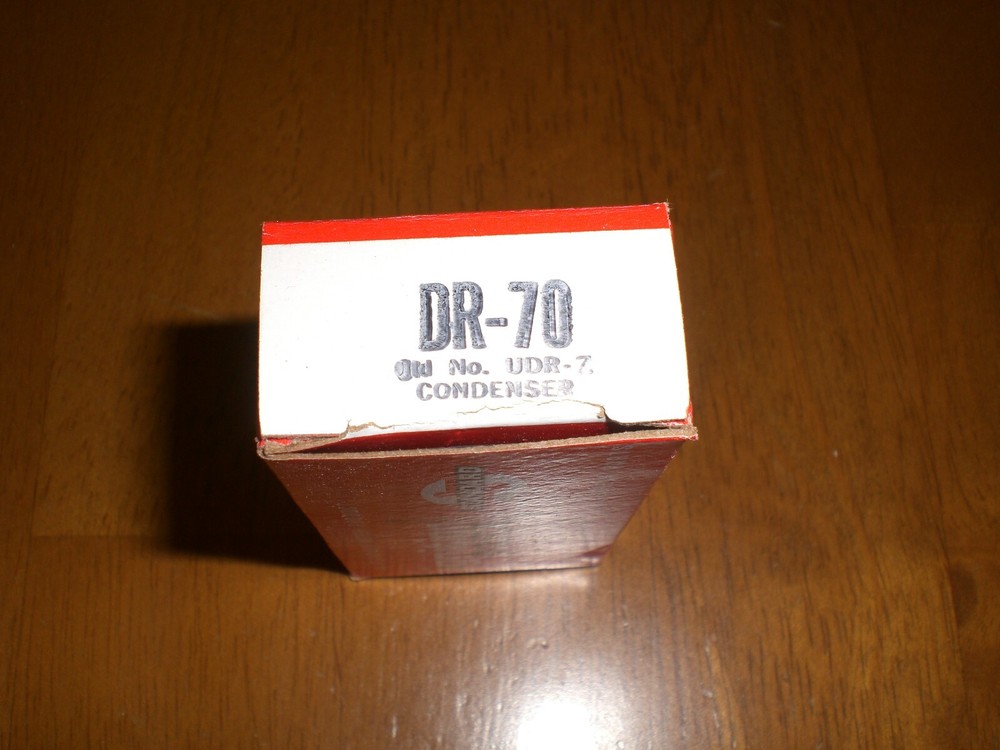 DR-70
Old No. UDR-7
CONDENSER